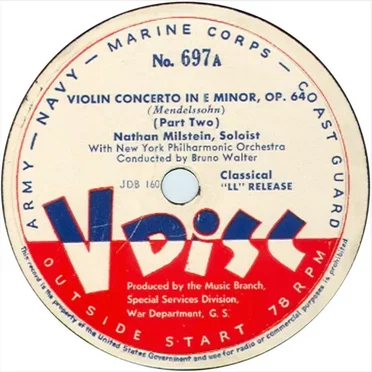 ARMY — NAVY — MARINE CORPS — COAST GUARD
No. 697A
VIOLIN CONCERTO IN E MINOR, OP. 64
(Mendelssohn)
(Part Two)
Nathan Milstein, Soloist
With New York Philharmonic Orchestra
Conducted by Bruno Walter
JDB 160
Classical
"LL" RELEASE
V DISC
Produced by the Music Branch,
Special Services Division,
War Department, G. S.
OUTSIDE START 78 RPM
This record is the property of the United States Government and use for radio or commercial purposes is prohibited